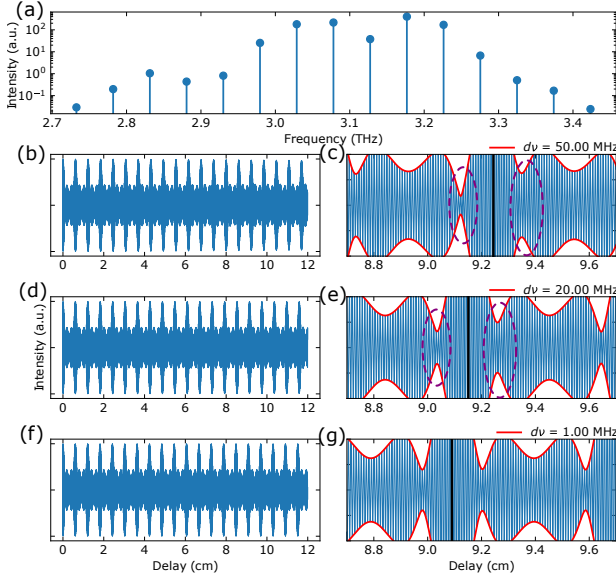 (a)
Intensity (a.u.)
10² 10¹ 10⁰ 10⁻¹
2.7 2.8 2.9 3.0 3.1 3.2 3.3 3.4
Frequency (THz)
(b)
0 2 4 6 8 10 12
(c)
dν = 50.00 MHz
8.8 9.0 9.2 9.4 9.6
(d)
Intensity (a.u.)
0 2 4 6 8 10 12
(e)
dν = 20.00 MHz
8.8 9.0 9.2 9.4 9.6
(f)
0 2 4 6 8 10 12
Delay (cm)
(g)
dν = 1.00 MHz
8.8 9.0 9.2 9.4 9.6
Delay (cm)